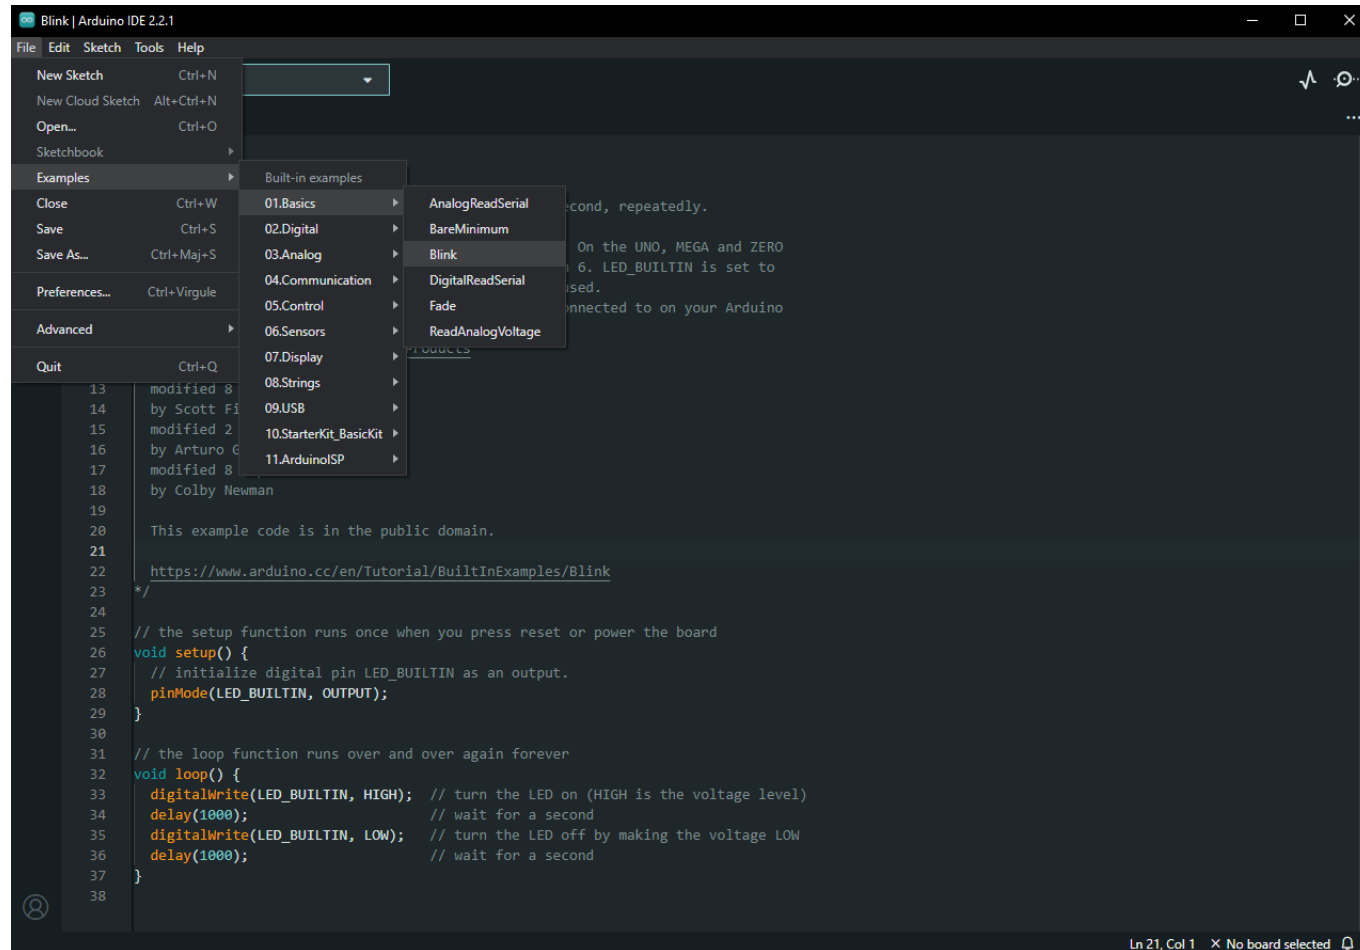 Blink | Arduino IDE 2.2.1
File Edit Sketch Tools Help
New Sketch Ctrl+N
New Cloud Sketch Alt+Ctrl+N
Open... Ctrl+O
Sketchbook
Examples
Close Ctrl+W
Save Ctrl+S
Save As... Ctrl+Maj+S
Preferences... Ctrl+Virgule
Advanced
Quit Ctrl+Q
Built-in examples
01.Basics
02.Digital
03.Analog
04.Communication
05.Control
06.Sensors
07.Display
08.Strings
09.USB
10.StarterKit_BasicKit
11.ArduinoISP
AnalogReadSerial
BareMinimum
Blink
DigitalReadSerial
Fade
ReadAnalogVoltage
repeatedly.
On the UNO, MEGA and ZERO
6. LED_BUILTIN is set to
to on your Arduino
13 modified 8
14 by Scott
15 modified 2
16 by Arturo
17 modified 8
18 by Colby Newman
19
20 This example code is in the public domain.
21
22 https://www.arduino.cc/en/Tutorial/BuiltInExamples/Blink
23 */
24
25 // the setup function runs once when you press reset or power the board
26 void setup() {
27 // initialize digital pin LED_BUILTIN as an output.
28 pinMode(LED_BUILTIN, OUTPUT);
29 }
30
31 // the loop function runs over and over again forever
32 void loop() {
33 digitalWrite(LED_BUILTIN, HIGH); // turn the LED on (HIGH is the voltage level)
34 delay(1000); // wait for a second
35 digitalWrite(LED_BUILTIN, LOW); // turn the LED off by making the voltage LOW
36 delay(1000); // wait for a second
37 }
38
Ln 21, Col 1 × No board selected